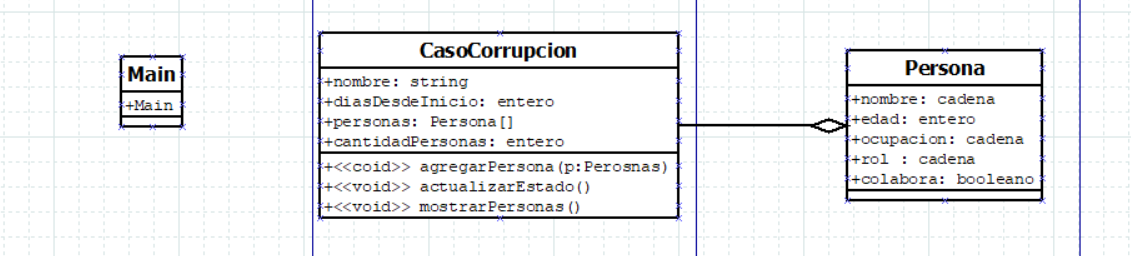 Main
+Main
CasoCorrupcion
+nombre: string
+diasDesdeInicio: entero
+personas: Persona[]
+cantidadPersonas: entero
+<<coid>> agregarPersona(p:Perosnas)
+<<void>> actualizarEstado()
+<<void>> mostrarPersonas()
Persona
+nombre: cadena
+edad: entero
+ocupacion: cadena
+rol : cadena
+colabora: booleano